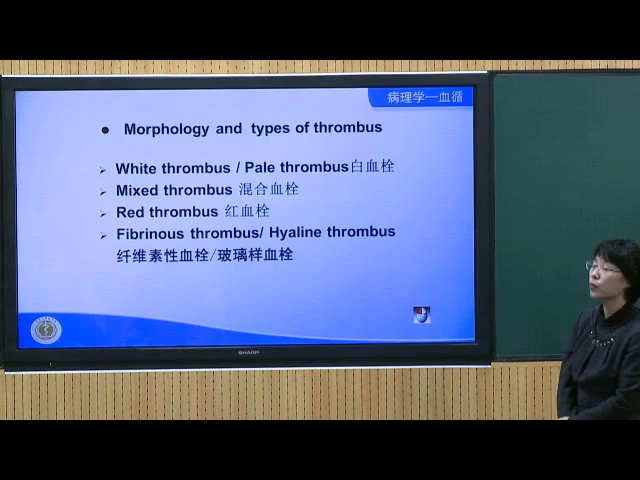 病理学—血循
● Morphology and types of thrombus
➢ White thrombus / Pale thrombus白血栓
➢ Mixed thrombus 混合血栓
➢ Red thrombus 红血栓
➢ Fibrinous thrombus/ Hyaline thrombus
纤维素性血栓/玻璃样血栓
SHARP